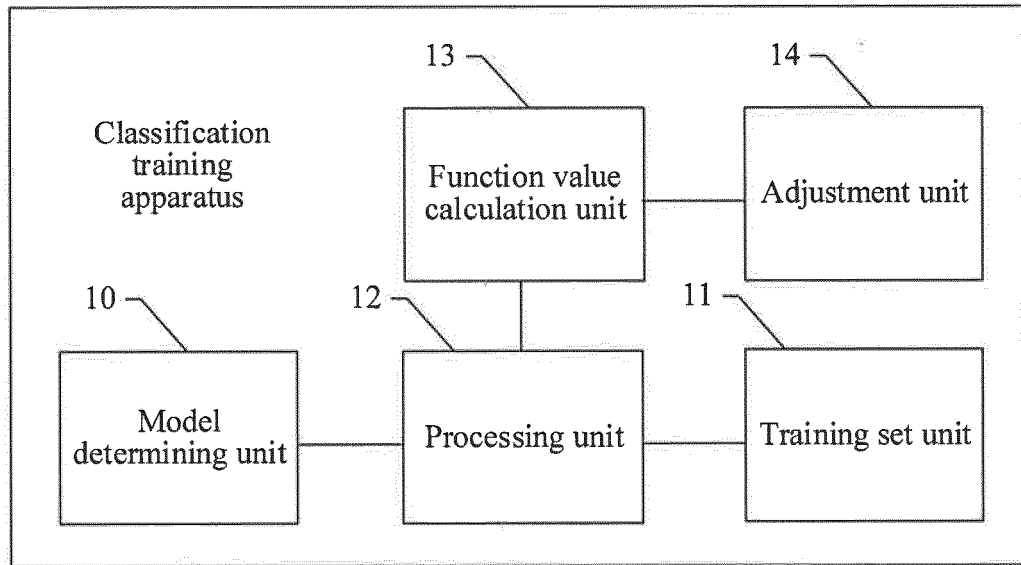 13
14
Classification
training
apparatus
Function value
calculation unit
Adjustment unit
10
12
11
Model
determining unit
Processing unit
Training set unit